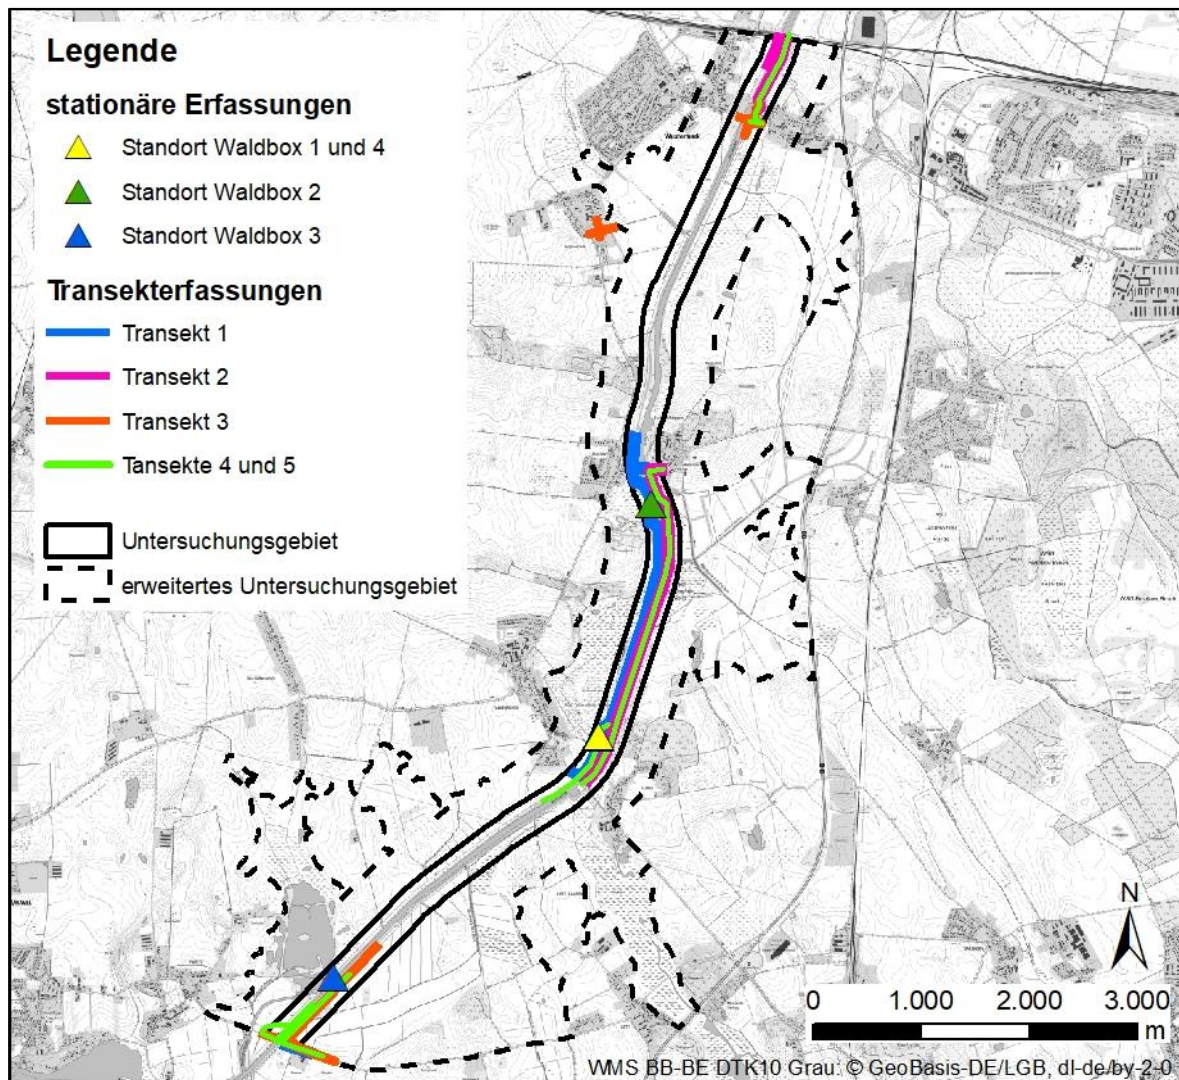 Legende
stationäre Erfassungen
Standort Waldbox 1 und 4
Standort Waldbox 2
Standort Waldbox 3
Transekterfassungen
Transekt 1
Transekt 2
Transekt 3
Tansekte 4 und 5
Untersuchungsgebiet
erweitertes Untersuchungsgebiet
N
0 1.000 2.000 3.000
m
WMS BB-BE DTK10 Grau: © GeoBasis-DE/LGB, dl-de/by-2-0